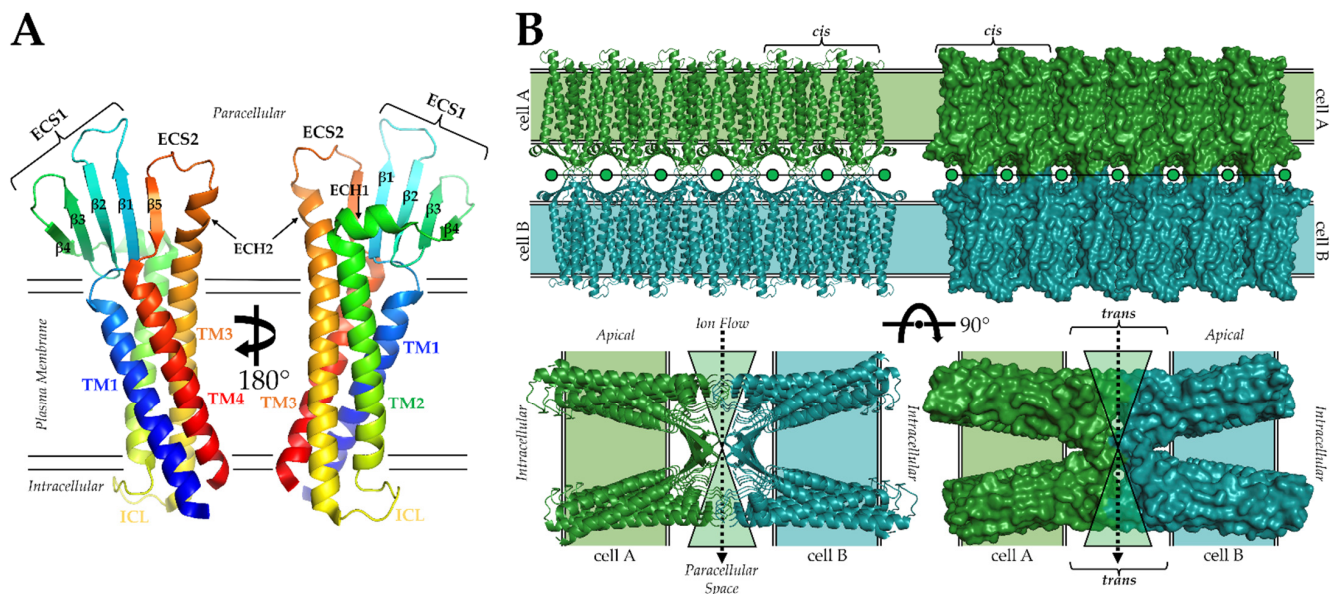 A
Paracellular
ECS1
ECS2
β4
β3
β2
β1
β5
ECH2
TM3
TM1
TM4
Plasma Membrane
Intracellular
ICL
180°
ECS2
ECS1
ECH1
β1
β2
β3
β4
TM1
TM3
TM2
ICL
B
cis
cis
cell A
cell A
cell B
cell B
Apical
Ion Flow
90°
trans
Apical
Intracellular
Intracellular
Intracellular
cell A
cell B
Paracellular
Space
cell A
cell B
trans